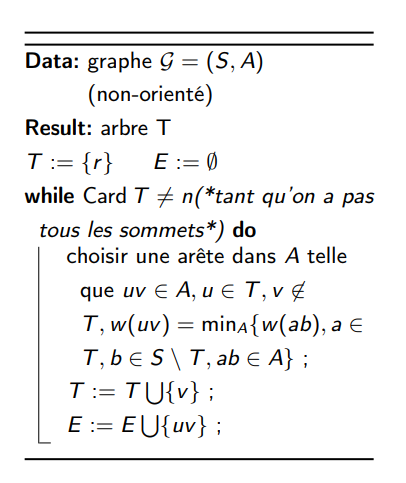 Data: graphe 𝒢 = (S, A)
(non-orienté)
Result: arbre T
T := {r} E := ∅
while Card T ≠ n(*tant qu'on a pas
tous les sommets*) do
choisir une arête dans A telle
que uv ∈ A, u ∈ T, v ∉
T, w(uv) = min_A{w(ab), a ∈
T, b ∈ S \ T, ab ∈ A} ;
T := T ⋃{v} ;
E := E ⋃{uv} ;